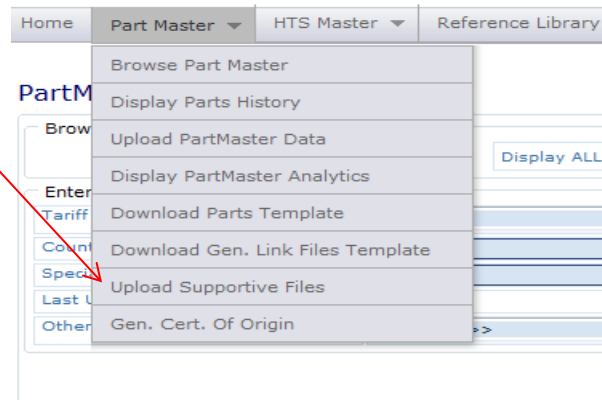 Home Part Master HTS Master Reference Library
Browse Part Master
PartM
Display Parts History
Brow
Upload PartMaster Data
Display ALL
Display PartMaster Analytics
Enter
Tariff
Download Parts Template
Count
Download Gen. Link Files Template
Speci
Upload Supportive Files
Last U
Other
Gen. Cert. Of Origin
>>